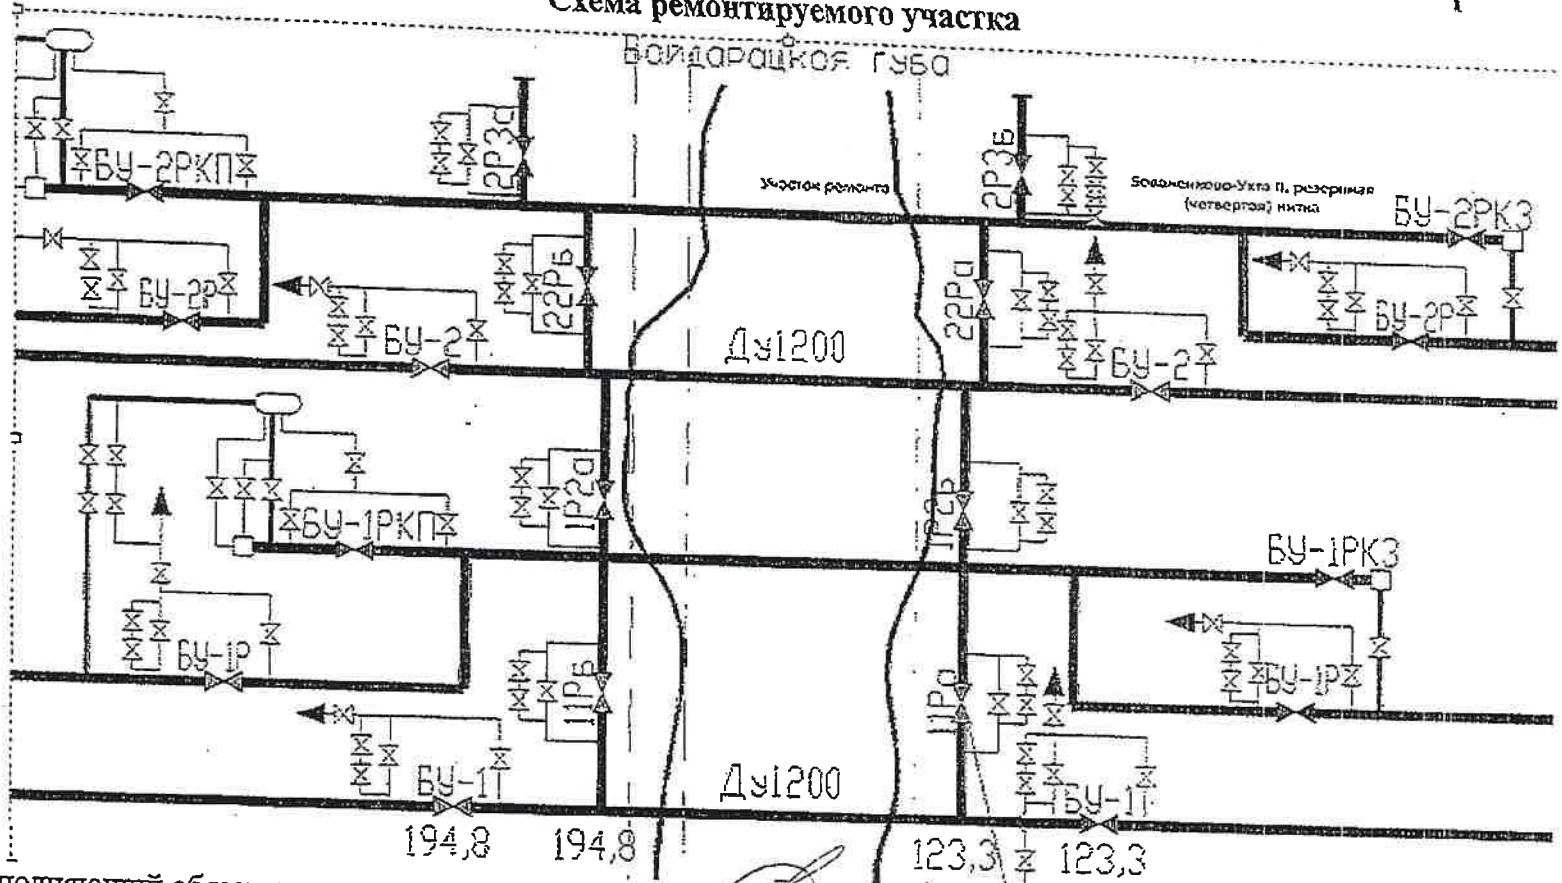 Схема ремонтируемого участка
Байдарацкая губа
2Р3а
2Р3Б
БУ-2РКП
Участок ремонта
Бованенково-Ухта II, резервная
(четвертая) нитка
БУ-2РКЗ
22РБ
22Ра
БУ-2Р
БУ-2
БУ-2
БУ-2Р
Ду1200
1Р2а
1Р2Б
БУ-1РКП
БУ-1РКЗ
11РБ
11Ра
БУ-1Р
БУ-1Р
БУ-1
Ду1200
БУ-1
194,8
194,8
123,3
123,3